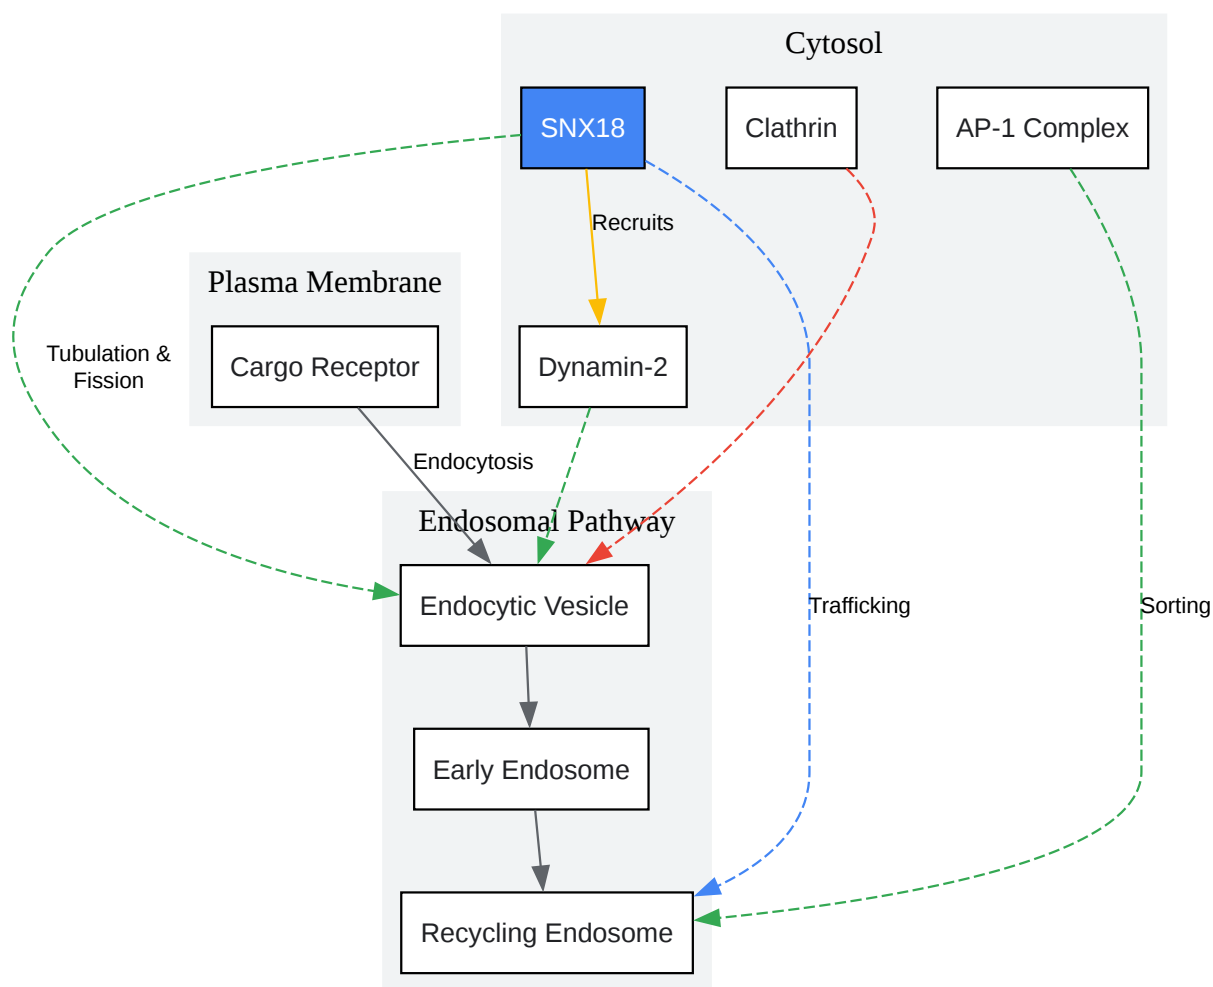 Cytosol
SNX18
Clathrin
AP-1 Complex
Recruits
Plasma Membrane
Cargo Receptor
Dynamin-2
Tubulation &
Fission
Endocytosis
Endosomal Pathway
Endocytic Vesicle
Trafficking
Sorting
Early Endosome
Recycling Endosome